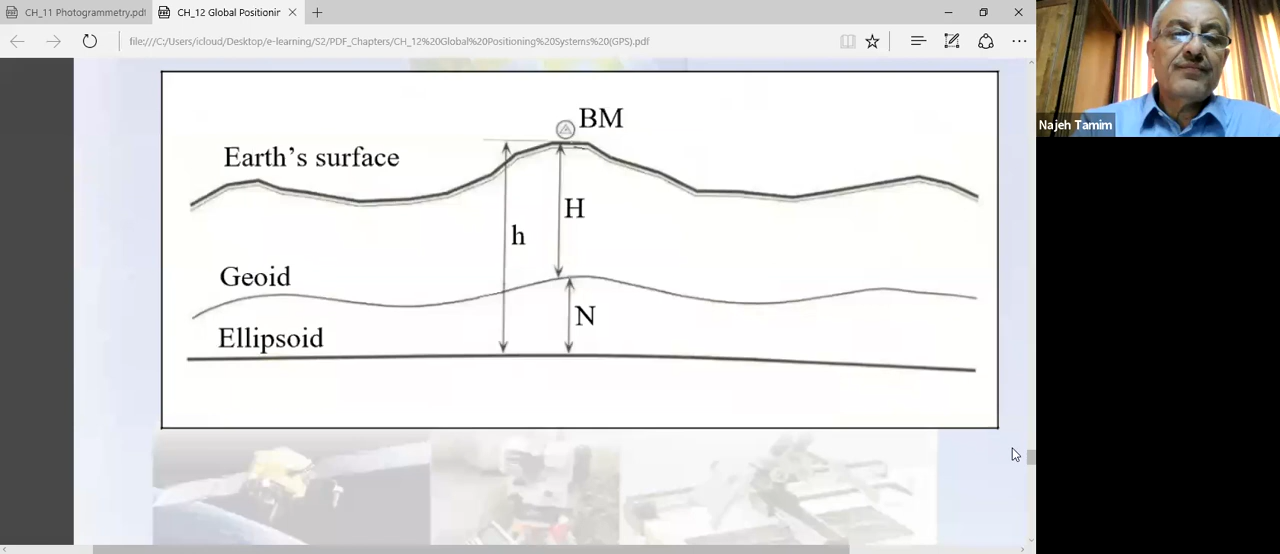 CH_11 Photogrammetry.pdf
CH_12 Global Positionin
file:///C:/Users/icloud/Desktop/e-learning/S2/PDF_Chapters/CH_12%20Global%20Positioning%20Systems%20(GPS).pdf
Najeh Tamim
BM
Earth's surface
H
h
Geoid
N
Ellipsoid